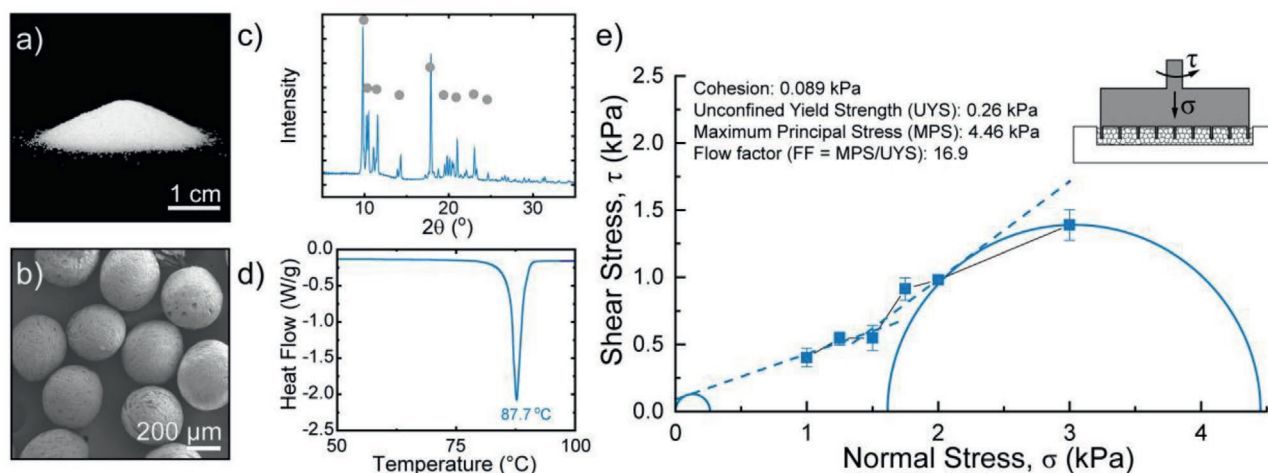 a)
1 cm
b)
200 μm
c)
Intensity
10
20
30
2θ (°)
d)
Heat Flow (W/g)
0.0
-0.5
-1.0
-1.5
-2.0
-2.5
87.7 °C
50
75
100
Temperature (°C)
e)
Shear Stress, τ (kPa)
2.5
2.0
1.5
1.0
0.5
0.0
Cohesion: 0.089 kPa
Unconfined Yield Strength (UYS): 0.26 kPa
Maximum Principal Stress (MPS): 4.46 kPa
Flow factor (FF = MPS/UYS): 16.9
τ
σ
0
1
2
3
4
Normal Stress, σ (kPa)